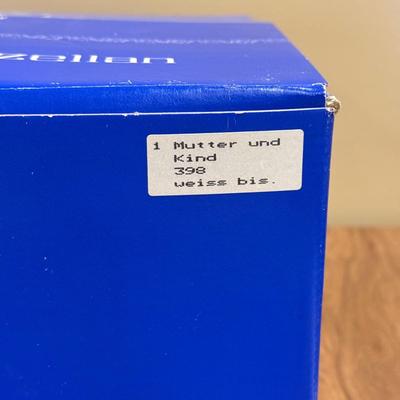 zellan
1 Mutter und
Kind
398
weiss bis.